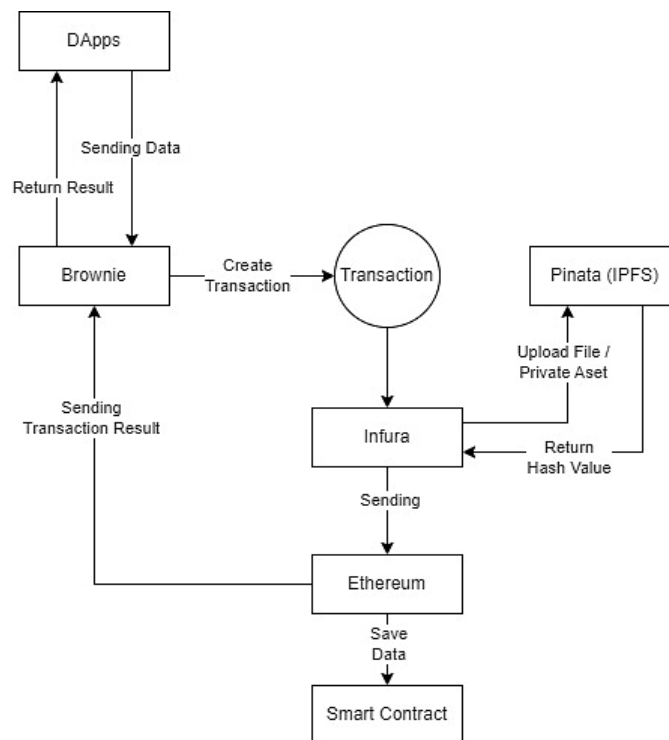 DApps
Sending Data
Return Result
Brownie
Create
Transaction
Transaction
Pinata (IPFS)
Upload File /
Private Aset
Sending
Transaction Result
Infura
Return
Hash Value
Sending
Ethereum
Save
Data
Smart Contract